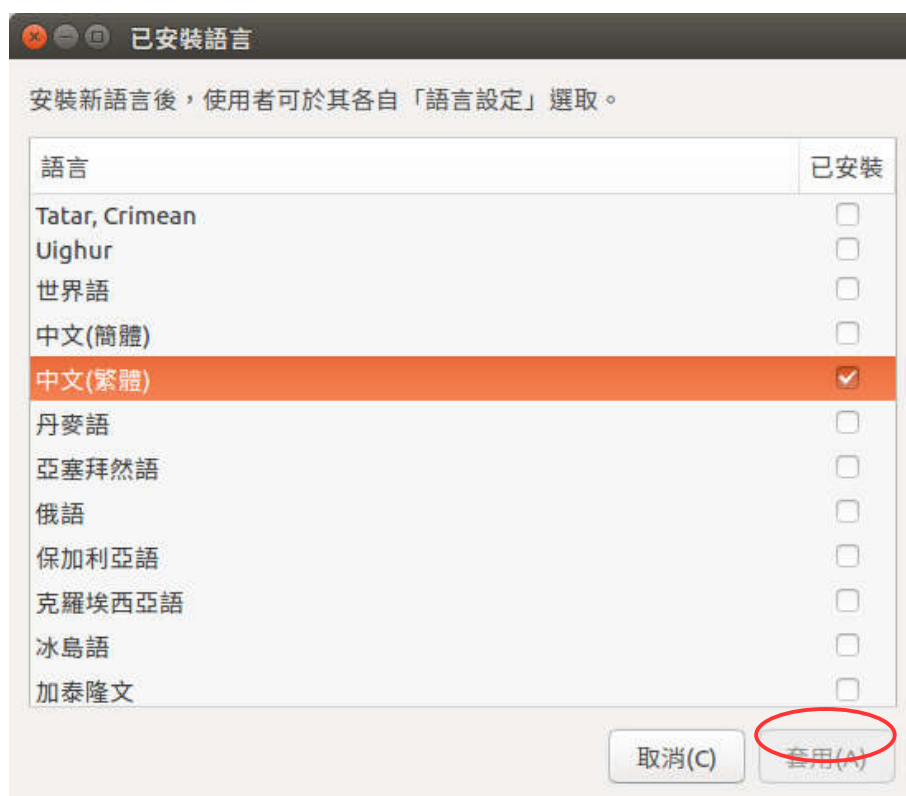 已安裝語言
安裝新語言後，使用者可於其各自「語言設定」選取。
語言 已安裝
Tatar, Crimean
Uighur
世界語
中文(簡體)
中文(繁體)
丹麥語
亞塞拜然語
俄語
保加利亞語
克羅埃西亞語
冰島語
加泰隆文
取消(C) 套用(A)